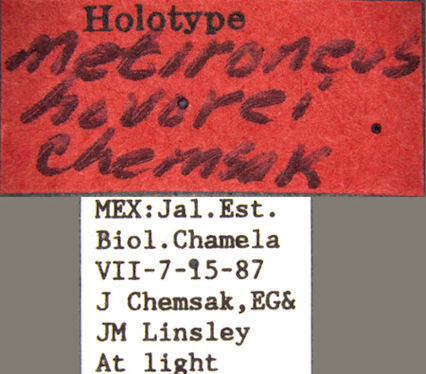 Holotype
Metironeus
hovorei
Chemsak
MEX:Jal.Est.
Biol.Chamela
VII-7-15-87
J Chemsak,EG&
JM Linsley
At light